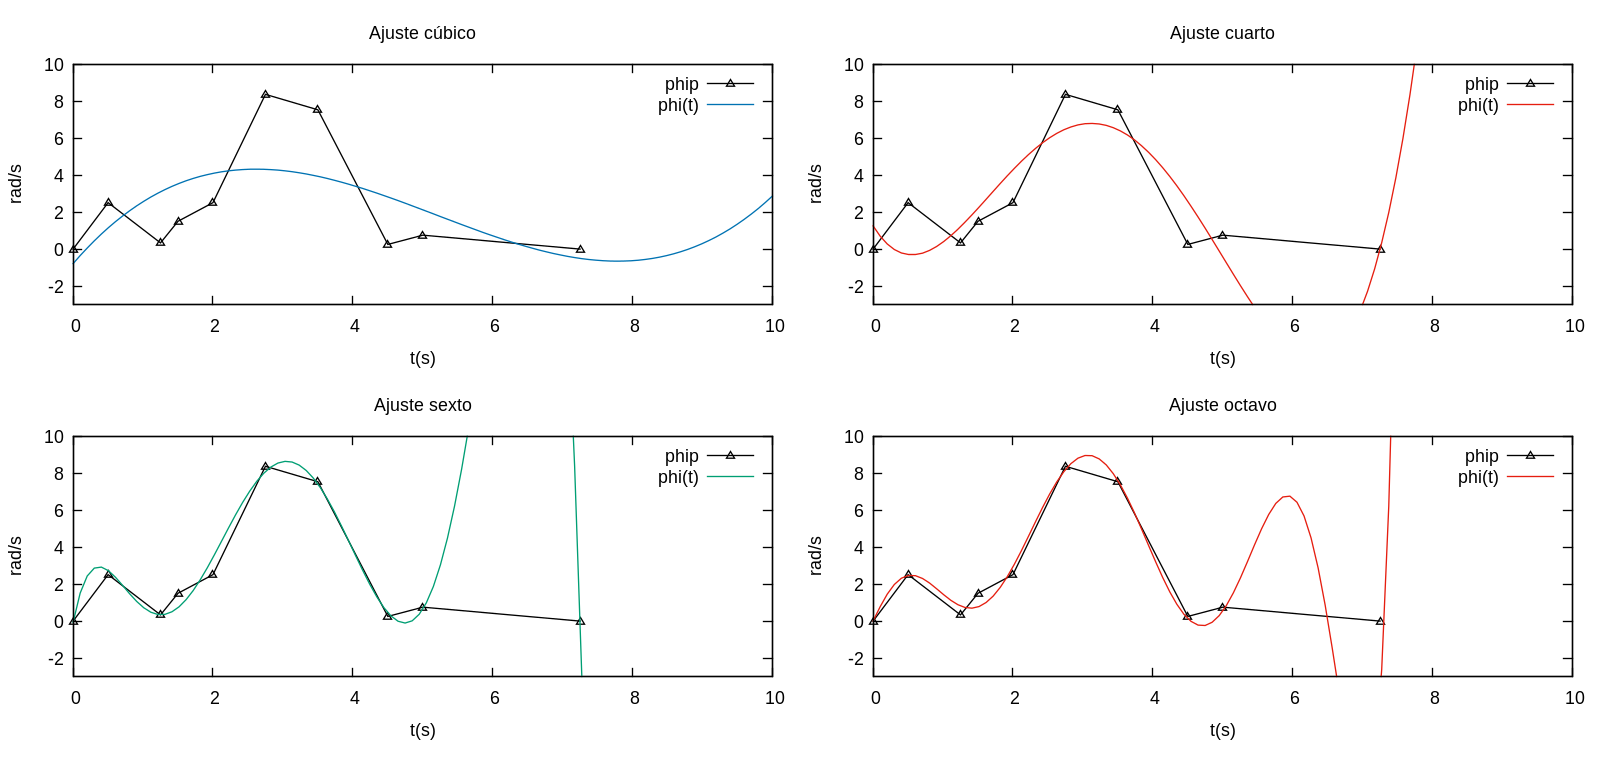 Ajuste cúbico
10
8
6
4
2
0
-2
rad/s
phip
phi(t)
0 2 4 6 8 10
t(s)
Ajuste cuarto
10
8
6
4
2
0
-2
rad/s
phip
phi(t)
0 2 4 6 8 10
t(s)
Ajuste sexto
10
8
6
4
2
0
-2
rad/s
phip
phi(t)
0 2 4 6 8 10
t(s)
Ajuste octavo
10
8
6
4
2
0
-2
rad/s
phip
phi(t)
0 2 4 6 8 10
t(s)